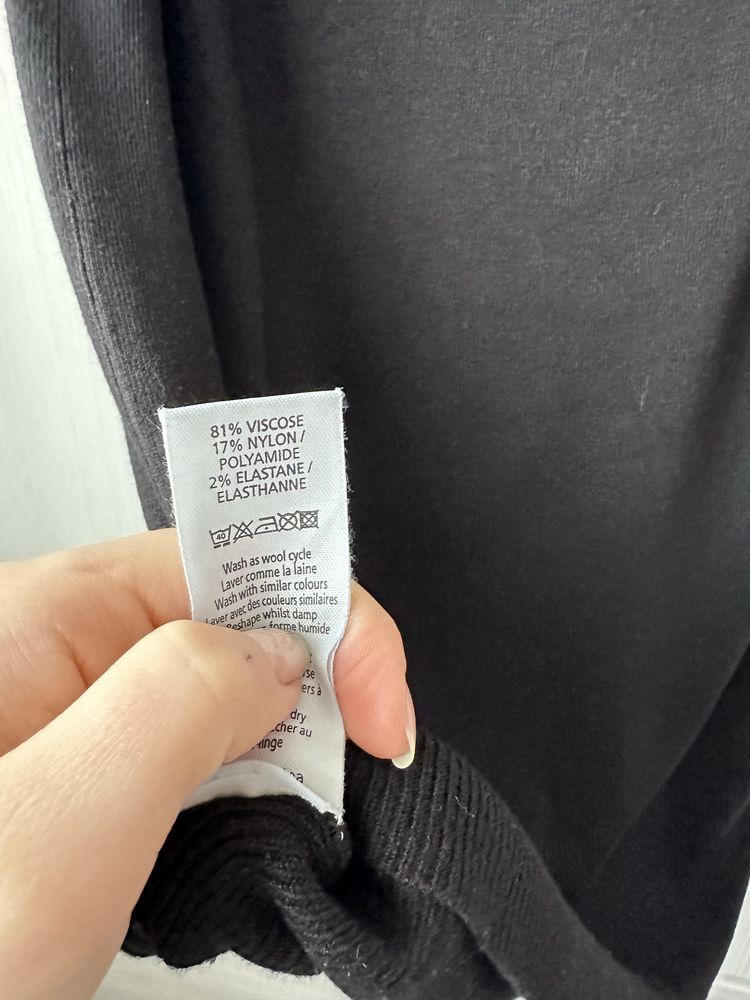 81% VISCOSE
17% NYLON /
POLYAMIDE
2% ELASTANE /
ELASTHANNE
40
Wash as wool cycle
Laver comme la laine
Wash with similar colours
Laver avec des couleurs similaires
Reshape whilst damp
forme humide
dry
au